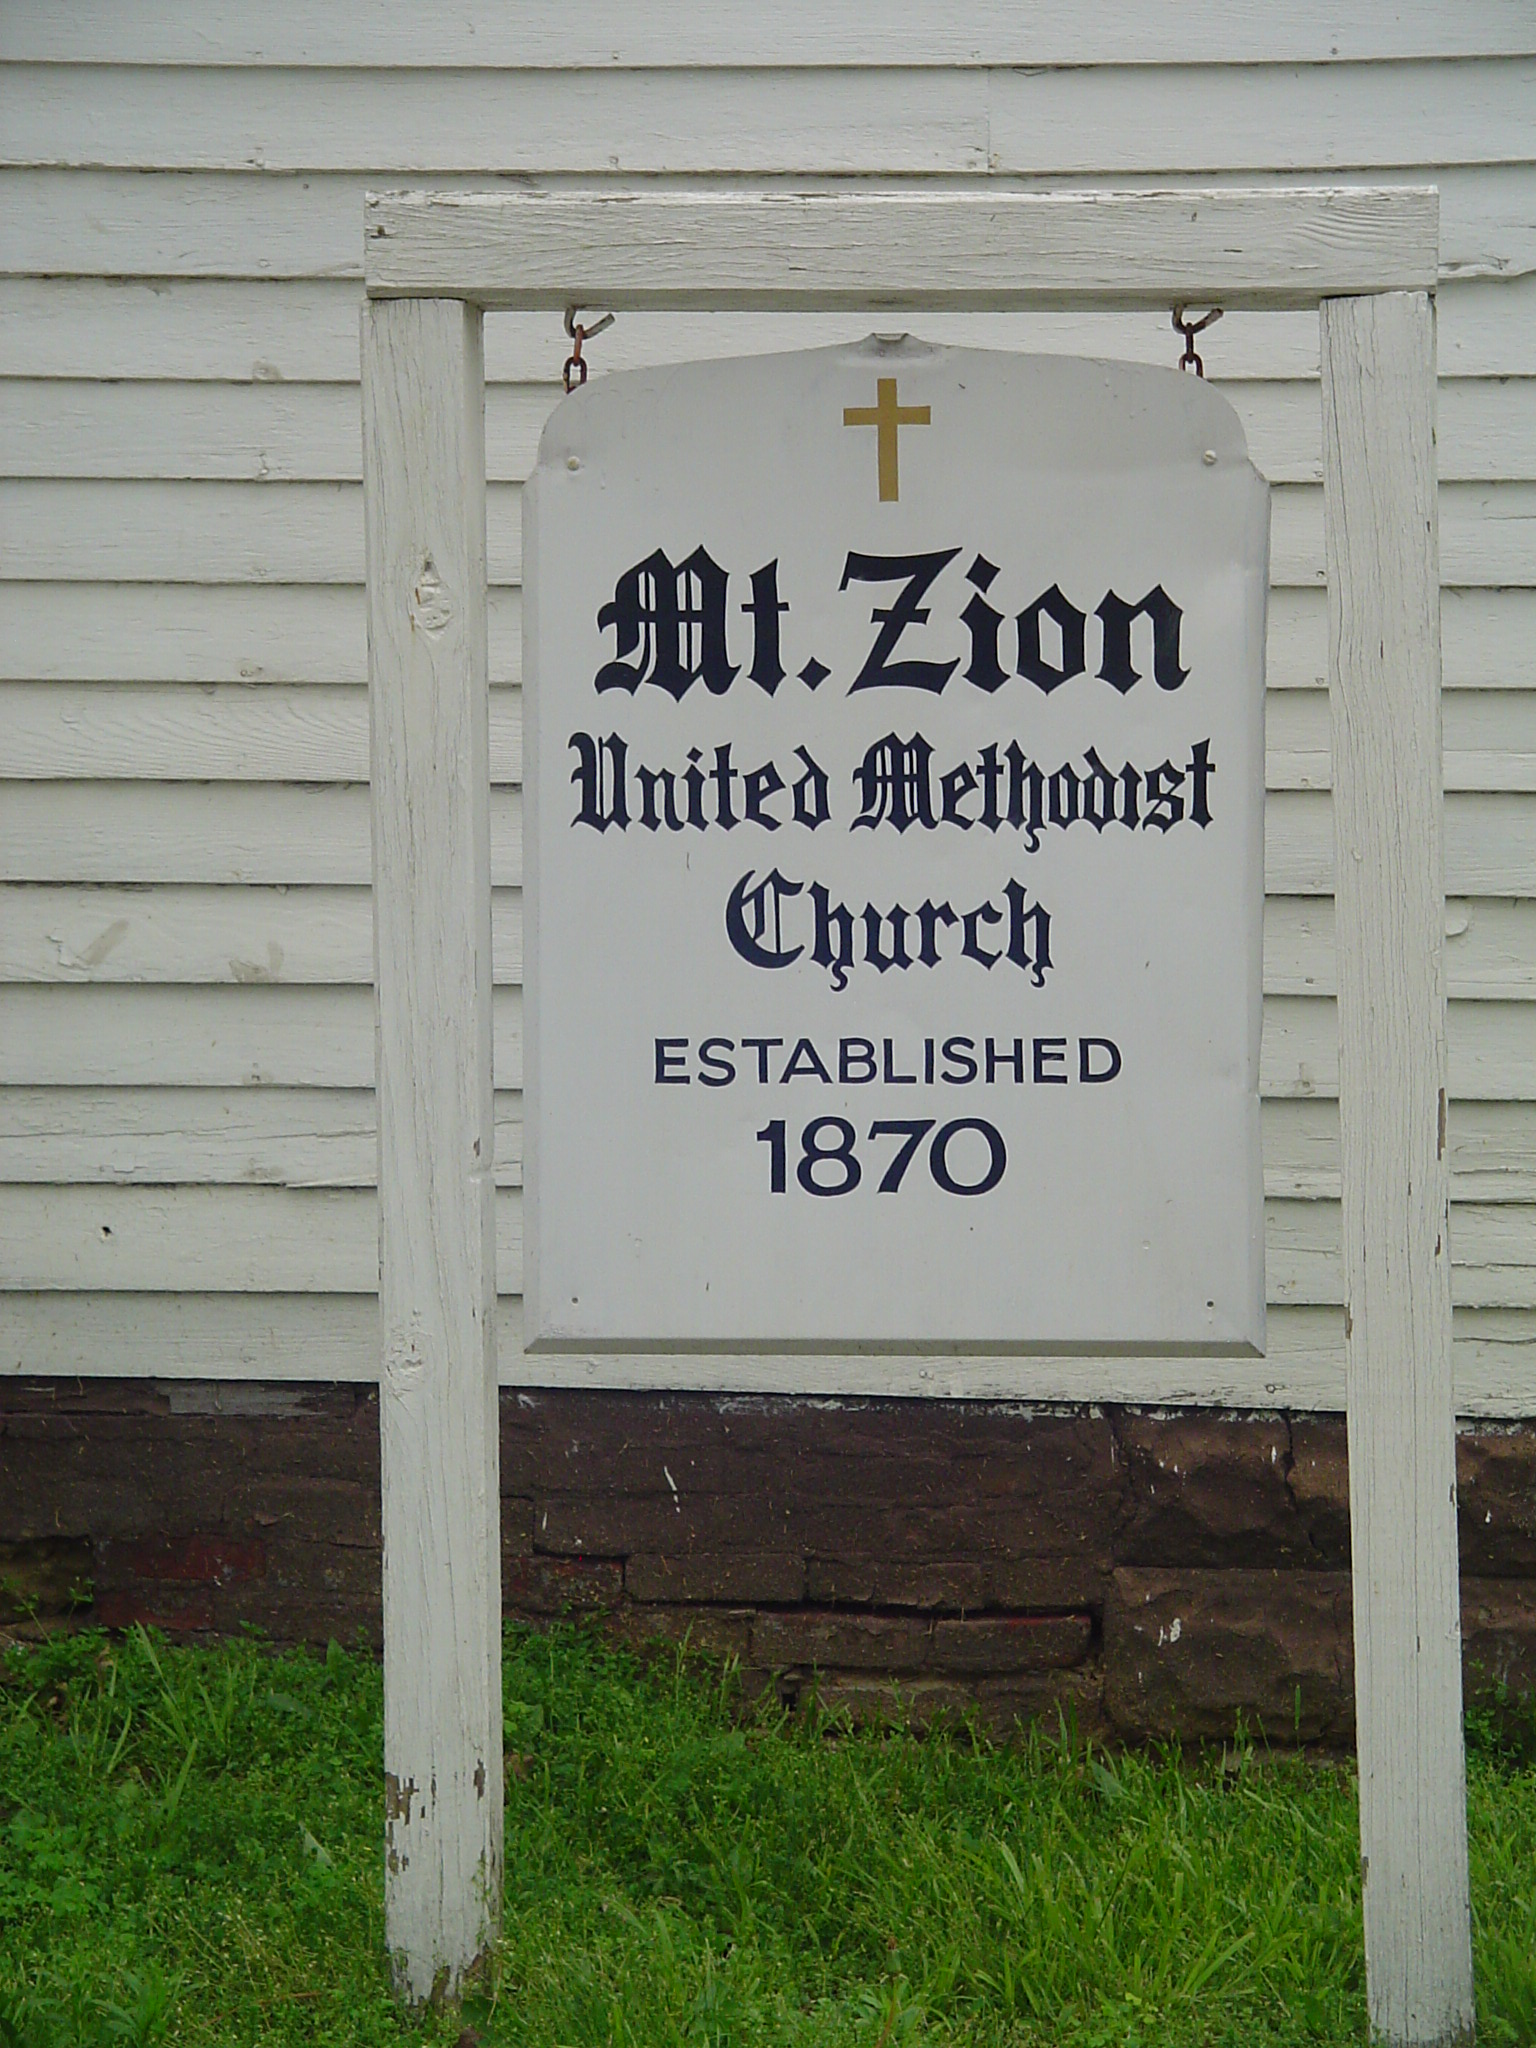 Mt. Zion
United Methodist
Church
ESTABLISHED
1870